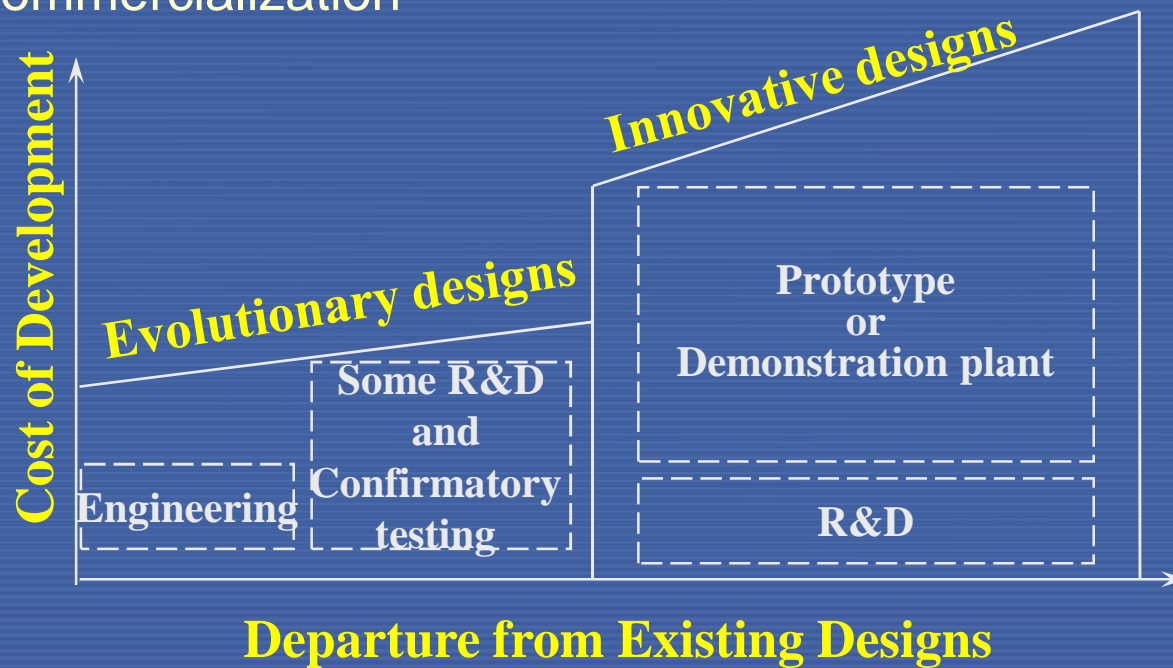 ommercialization
Cost of Development
Innovative designs
Evolutionary designs
Prototype
or
Demonstration plant
Some R&D
and
Confirmatory
testing
Engineering
R&D
Departure from Existing Designs